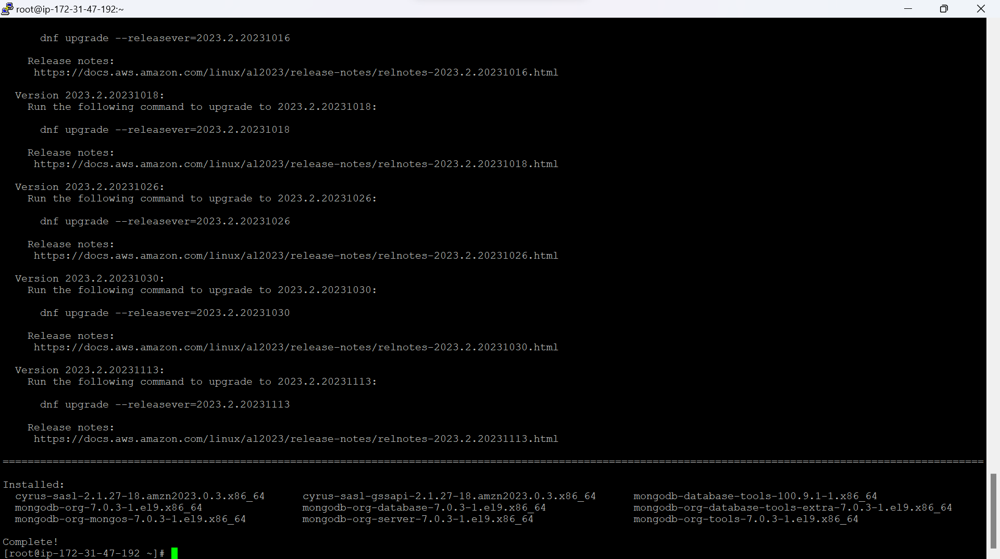 root@ip-172-31-47-192:~
dnf upgrade --releasever=2023.2.20231016
Release notes:
https://docs.aws.amazon.com/linux/al2023/release-notes/relnotes-2023.2.20231016.html
Version 2023.2.20231018:
Run the following command to upgrade to 2023.2.20231018:
dnf upgrade --releasever=2023.2.20231018
Release notes:
https://docs.aws.amazon.com/linux/al2023/release-notes/relnotes-2023.2.20231018.html
Version 2023.2.20231026:
Run the following command to upgrade to 2023.2.20231026:
dnf upgrade --releasever=2023.2.20231026
Release notes:
https://docs.aws.amazon.com/linux/al2023/release-notes/relnotes-2023.2.20231026.html
Version 2023.2.20231030:
Run the following command to upgrade to 2023.2.20231030:
dnf upgrade --releasever=2023.2.20231030
Release notes:
https://docs.aws.amazon.com/linux/al2023/release-notes/relnotes-2023.2.20231030.html
Version 2023.2.20231113:
Run the following command to upgrade to 2023.2.20231113:
dnf upgrade --releasever=2023.2.20231113
Release notes:
https://docs.aws.amazon.com/linux/al2023/release-notes/relnotes-2023.2.20231113.html
=============================================================================================================================================================
Installed:
cyrus-sasl-2.1.27-18.amzn2023.0.3.x86_64 cyrus-sasl-gssapi-2.1.27-18.amzn2023.0.3.x86_64 mongodb-database-tools-100.9.1-1.x86_64
mongodb-org-7.0.3-1.el9.x86_64 mongodb-org-database-7.0.3-1.el9.x86_64 mongodb-org-database-tools-extra-7.0.3-1.el9.x86_64
mongodb-org-mongos-7.0.3-1.el9.x86_64 mongodb-org-server-7.0.3-1.el9.x86_64 mongodb-org-tools-7.0.3-1.el9.x86_64
Complete!
[root@ip-172-31-47-192 ~]#